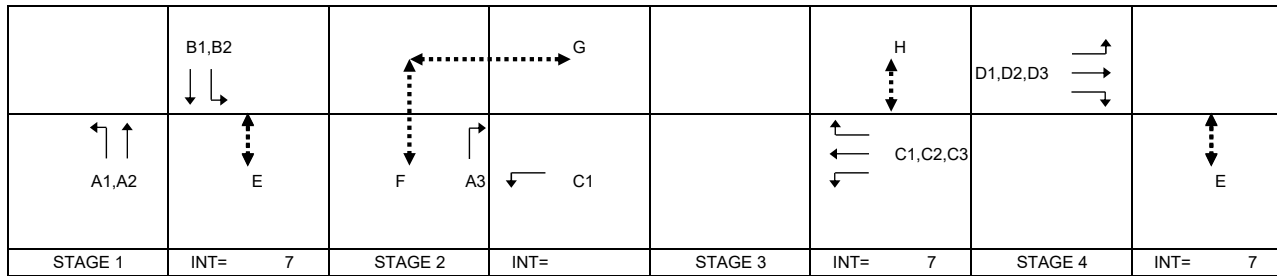 B1,B2 G H
D1,D2,D3
C1,C2,C3
A1,A2 E F A3 C1 E
STAGE 1 INT= 7 STAGE 2 INT= STAGE 3 INT= 7 STAGE 4 INT= 7